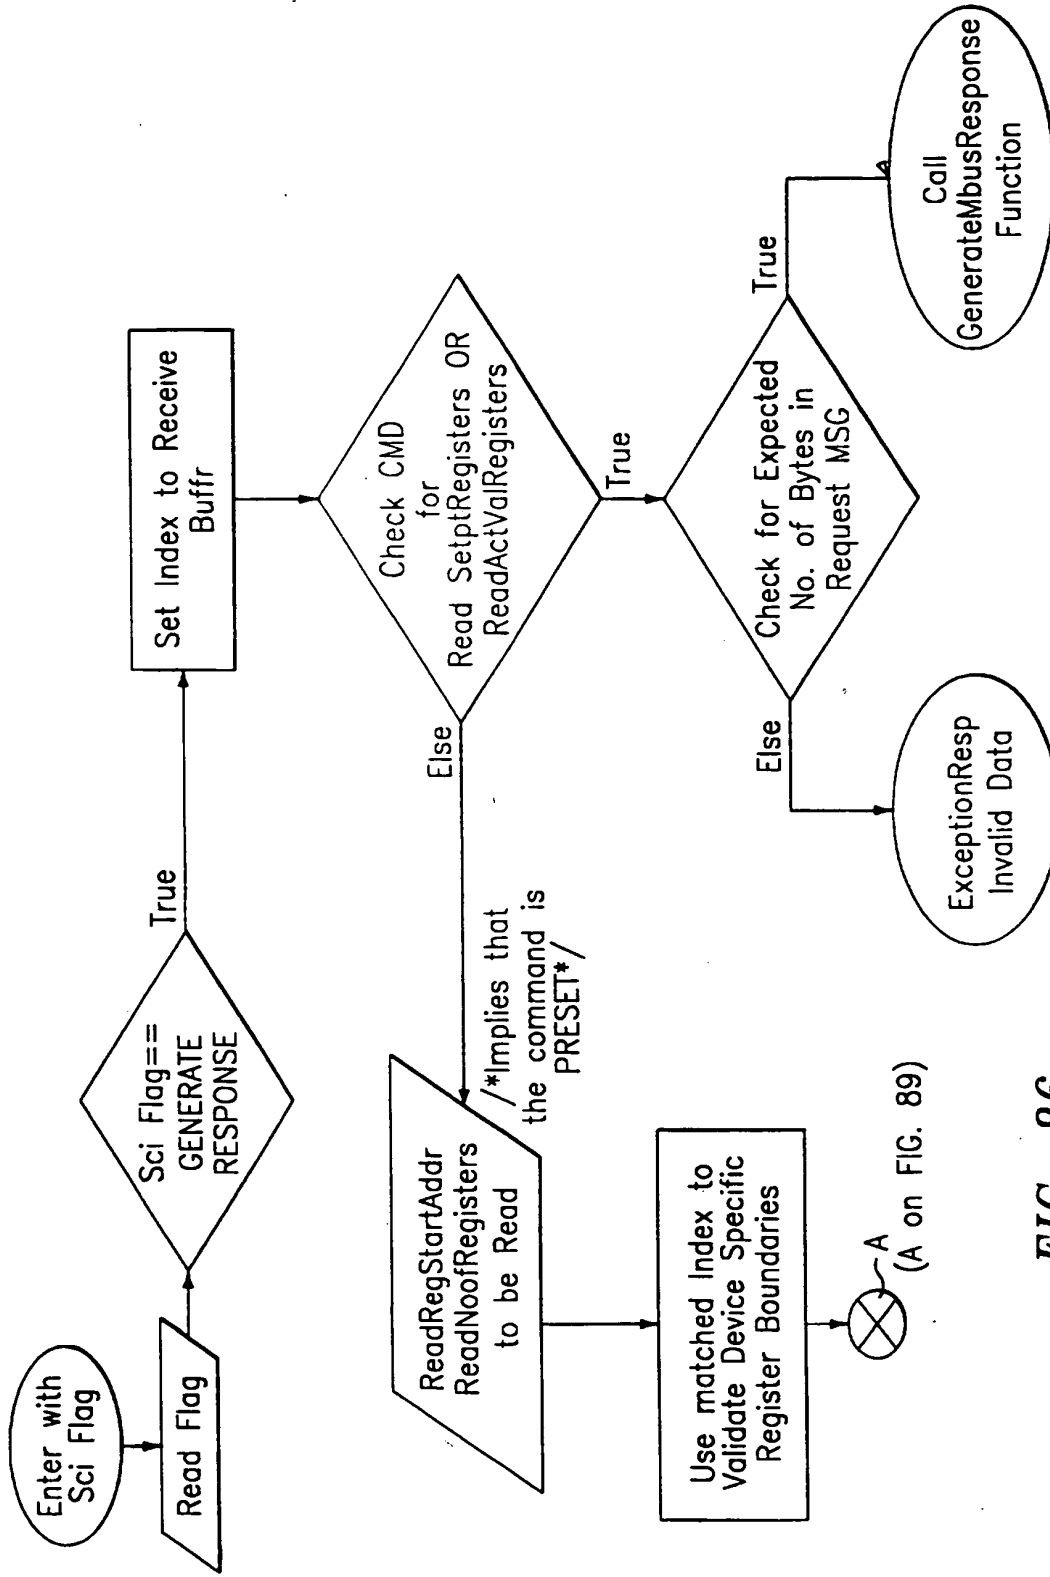 Enter with
Sci Flag
Read Flag
Sci Flag==
GENERATE
RESPONSE
True
Set Index to Receive
Buffr
Check CMD
for
Read SetptRegisters OR
ReadActValRegisters
Else
True
/*Implies that
the command is
PRESET*/
ReadRegStartAddr
ReadNoofRegisters
to be Read
Use matched Index to
Validate Device Specific
Register Boundaries
A
(A on FIG. 89)
Check for Expected
No. of Bytes in
Request MSG
Else
True
ExceptionResp
Invalid Data
Call
GenerateMbusResponse
Function